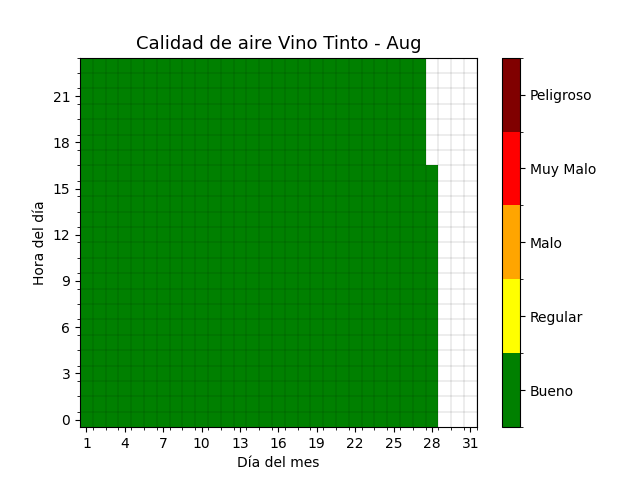 Calidad de aire Vino Tinto - Aug
Hora del día
21
18
15
12
9
6
3
0
1 4 7 10 13 16 19 22 25 28 31
Día del mes
Peligroso
Muy Malo
Malo
Regular
Bueno